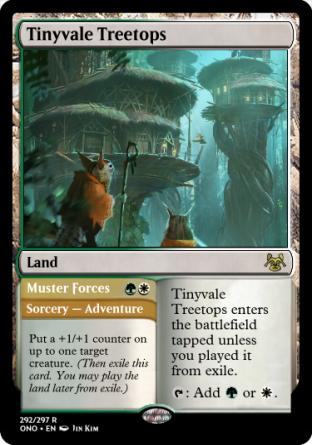 Tinyvale Treetops
Land
Muster Forces
Sorcery — Adventure
Put a +1/+1 counter on
up to one target
creature. (Then exile this
card. You may play the
land later from exile.)
Tinyvale
Treetops enters
the battlefield
tapped unless
you played it
from exile.
: Add or .
292/297 R
ONO • EN Jin Kim